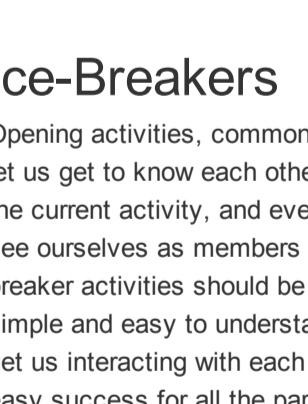 ce-Breakers
Opening activities, common
et us get to know each othe
he current activity, and eve
ee ourselves as members
reaker activities should be
imple and easy to understa
et us interacting with each
easy success for all the par